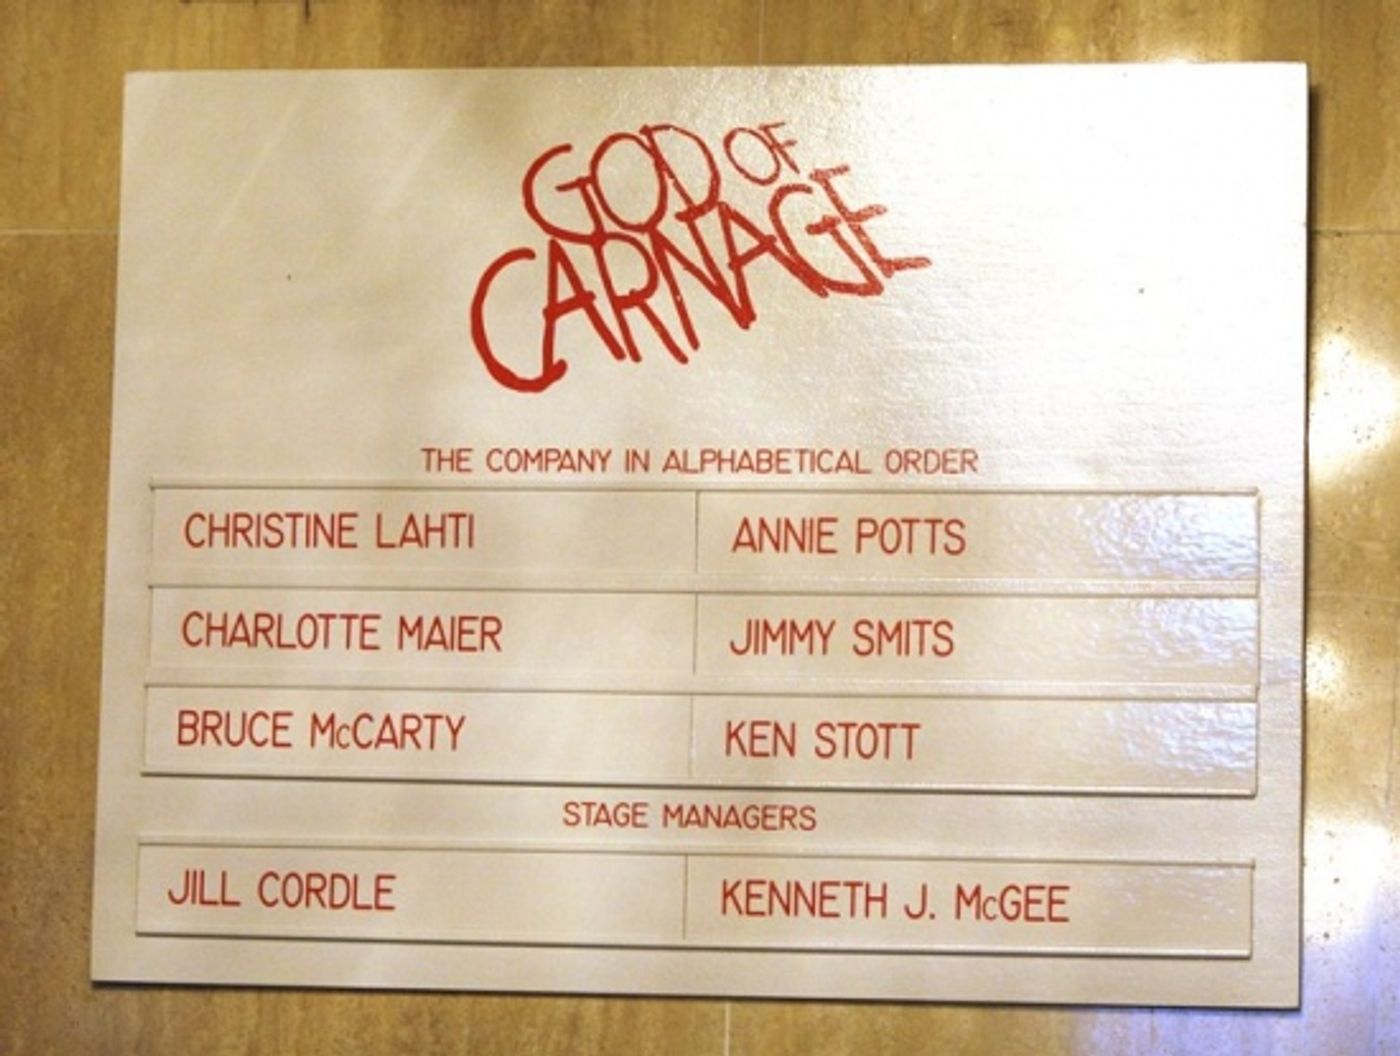 GOD OF
CARNAGE
THE COMPANY IN ALPHABETICAL ORDER
CHRISTINE LAHTI
ANNIE POTTS
CHARLOTTE MAIER
JIMMY SMITS
BRUCE McCARTY
KEN STOTT
STAGE MANAGERS
JILL CORDLE
KENNETH J. McGEE